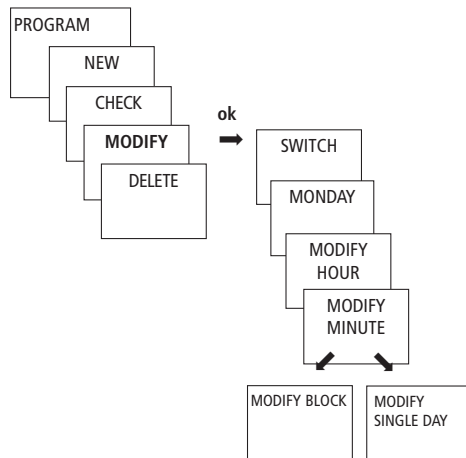 PROGRAM
NEW
CHECK
MODIFY
DELETE
ok
SWITCH
MONDAY
MODIFY
HOUR
MODIFY
MINUTE
MODIFY BLOCK
MODIFY
SINGLE DAY